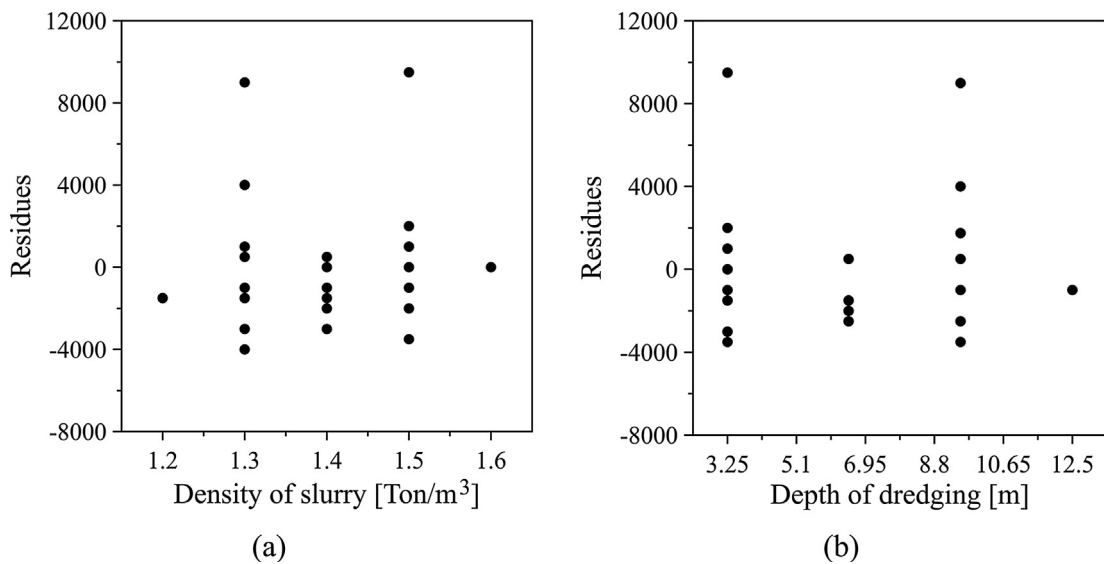 12000
8000
4000
0
-4000
-8000
Residues
1.2 1.3 1.4 1.5 1.6
Density of slurry [Ton/m³]
(a)
12000
8000
4000
0
-4000
-8000
Residues
3.25 5.1 6.95 8.8 10.65 12.5
Depth of dredging [m]
(b)